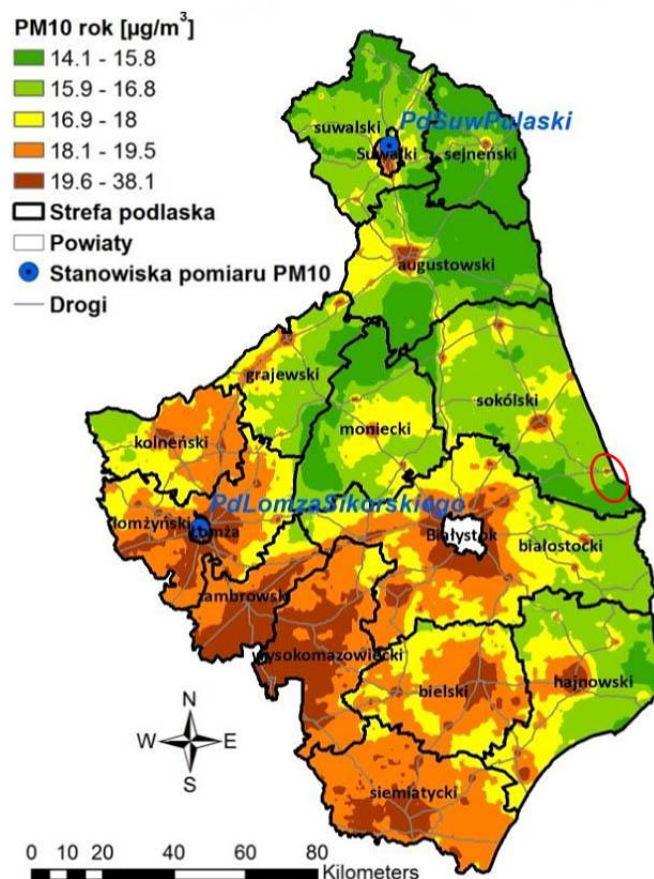 PM10 rok [µg/m³]
14.1 - 15.8
15.9 - 16.8
16.9 - 18
18.1 - 19.5
19.6 - 38.1
Strefa podlaska
Powiaty
Stanowiska pomiaru PM10
Drogi
suwalski
PdSuwPulaski
Suwałki
sejneński
augustowski
grajewski
sokólski
kolneński
moniecki
PdLomzaSikorskiego
łomżyński
Łomża
Białystok
białostocki
zambrowski
wysokomazowiecki
bielski
hajnowski
siemiatycki
N
W E
S
0 10 20 40 60 80
Kilometers